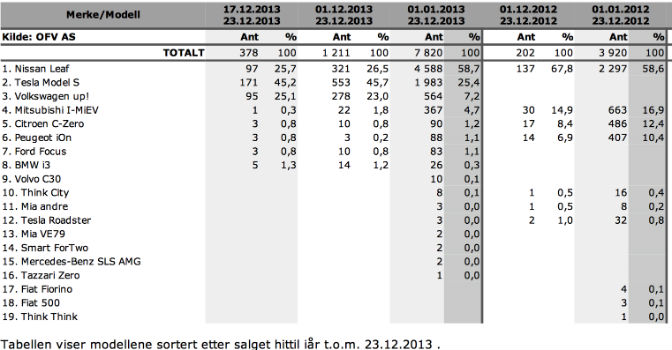 Merke/Modell 17.12.2013 01.12.2013 01.01.2013 01.12.2012 01.01.2012
23.12.2013 23.12.2013 23.12.2013 23.12.2012 23.12.2012
Kilde: OFV AS Ant % Ant % Ant % Ant % Ant %
TOTALT 378 100 1 211 100 7 820 100 202 100 3 920 100
1. Nissan Leaf 97 25,7 321 26,5 4 588 58,7 137 67,8 2 297 58,6
2. Tesla Model S 171 45,2 553 45,7 1 983 25,4
3. Volkswagen up! 95 25,1 278 23,0 564 7,2
4. Mitsubishi I-MiEV 1 0,3 22 1,8 367 4,7 30 14,9 663 16,9
5. Citroen C-Zero 3 0,8 10 0,8 90 1,2 17 8,4 486 12,4
6. Peugeot iOn 3 0,8 3 0,2 88 1,1 14 6,9 407 10,4
7. Ford Focus 3 0,8 10 0,8 83 1,1
8. BMW i3 5 1,3 14 1,2 26 0,3
9. Volvo C30 10 0,1
10. Think City 8 0,1 1 0,5 16 0,4
11. Mia andre 3 0,0 1 0,5 8 0,2
12. Tesla Roadster 3 0,0 2 1,0 32 0,8
13. Mia VE79 2 0,0
14. Smart ForTwo 2 0,0
15. Mercedes-Benz SLS AMG 2 0,0
16. Tazzari Zero 1 0,0
17. Fiat Fiorino 4 0,1
18. Fiat 500 3 0,1
19. Think Think 1 0,0
Tabellen viser modellene sortert etter salget hittil iår t.o.m. 23.12.2013 .